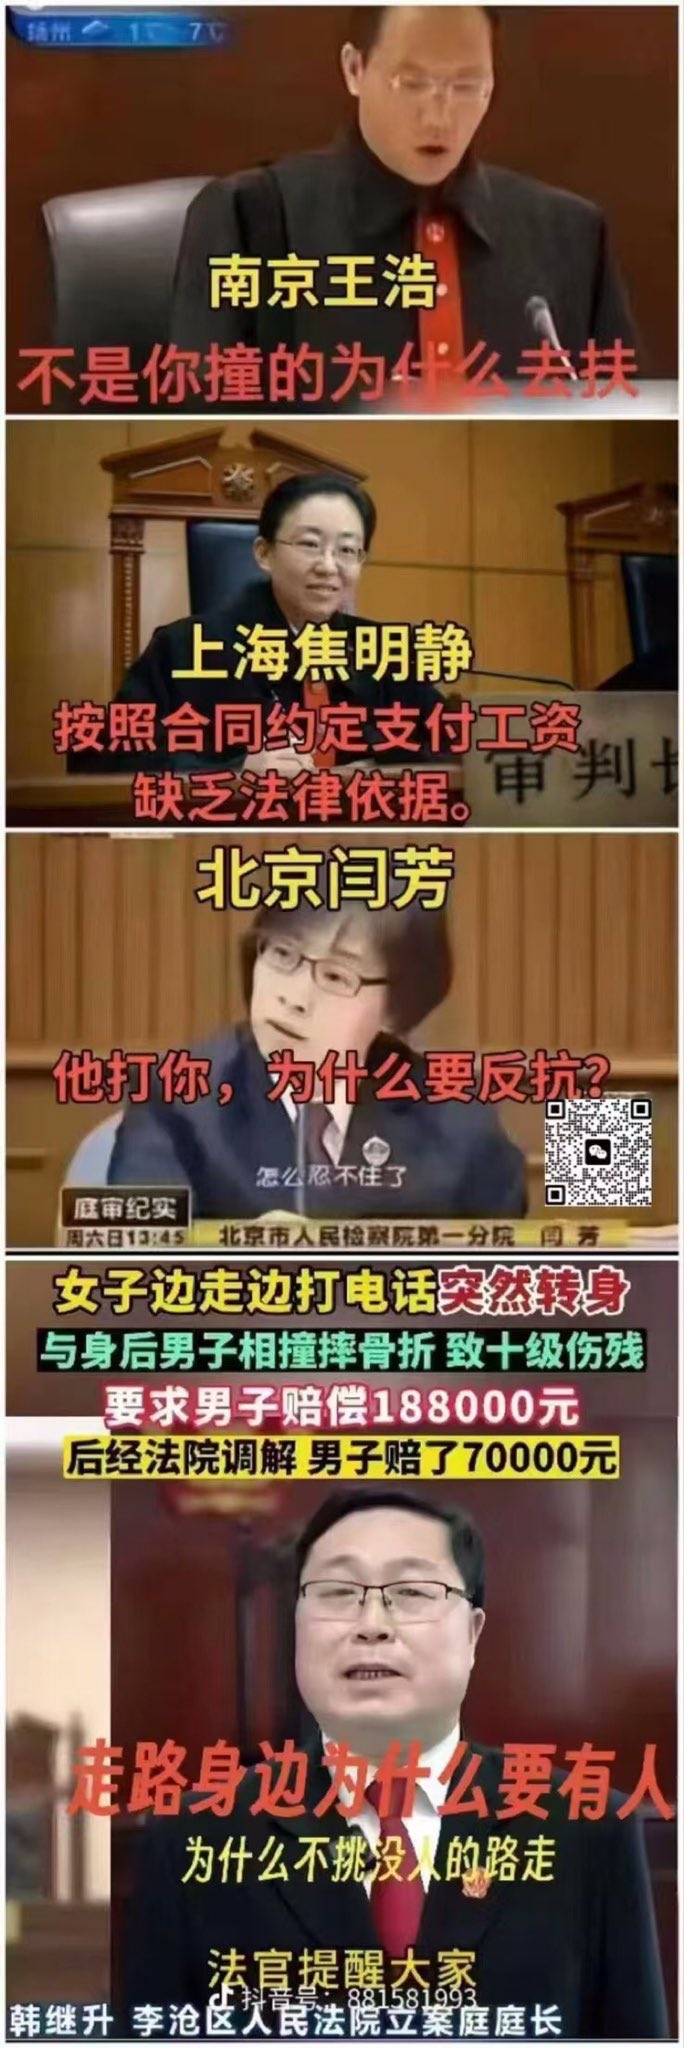 扬州 1℃ 7℃
南京王浩
不是你撞的为什么去扶
上海焦明静
按照合同约定支付工资
缺乏法律依据。
审判长
北京闫芳
他打你，为什么要反抗？
怎么忍不住了
庭审纪实
周六日13:45
北京市人民检察院第一分院 闫 芳
女子边走边打电话突然转身
与身后男子相撞摔骨折 致十级伤残
要求男子赔偿188000元
后经法院调解 男子赔了70000元
走路身边为什么要有人
为什么不挑没人的路走
法官提醒大家
抖音号：881581993
韩继升 李沧区人民法院立案庭庭长